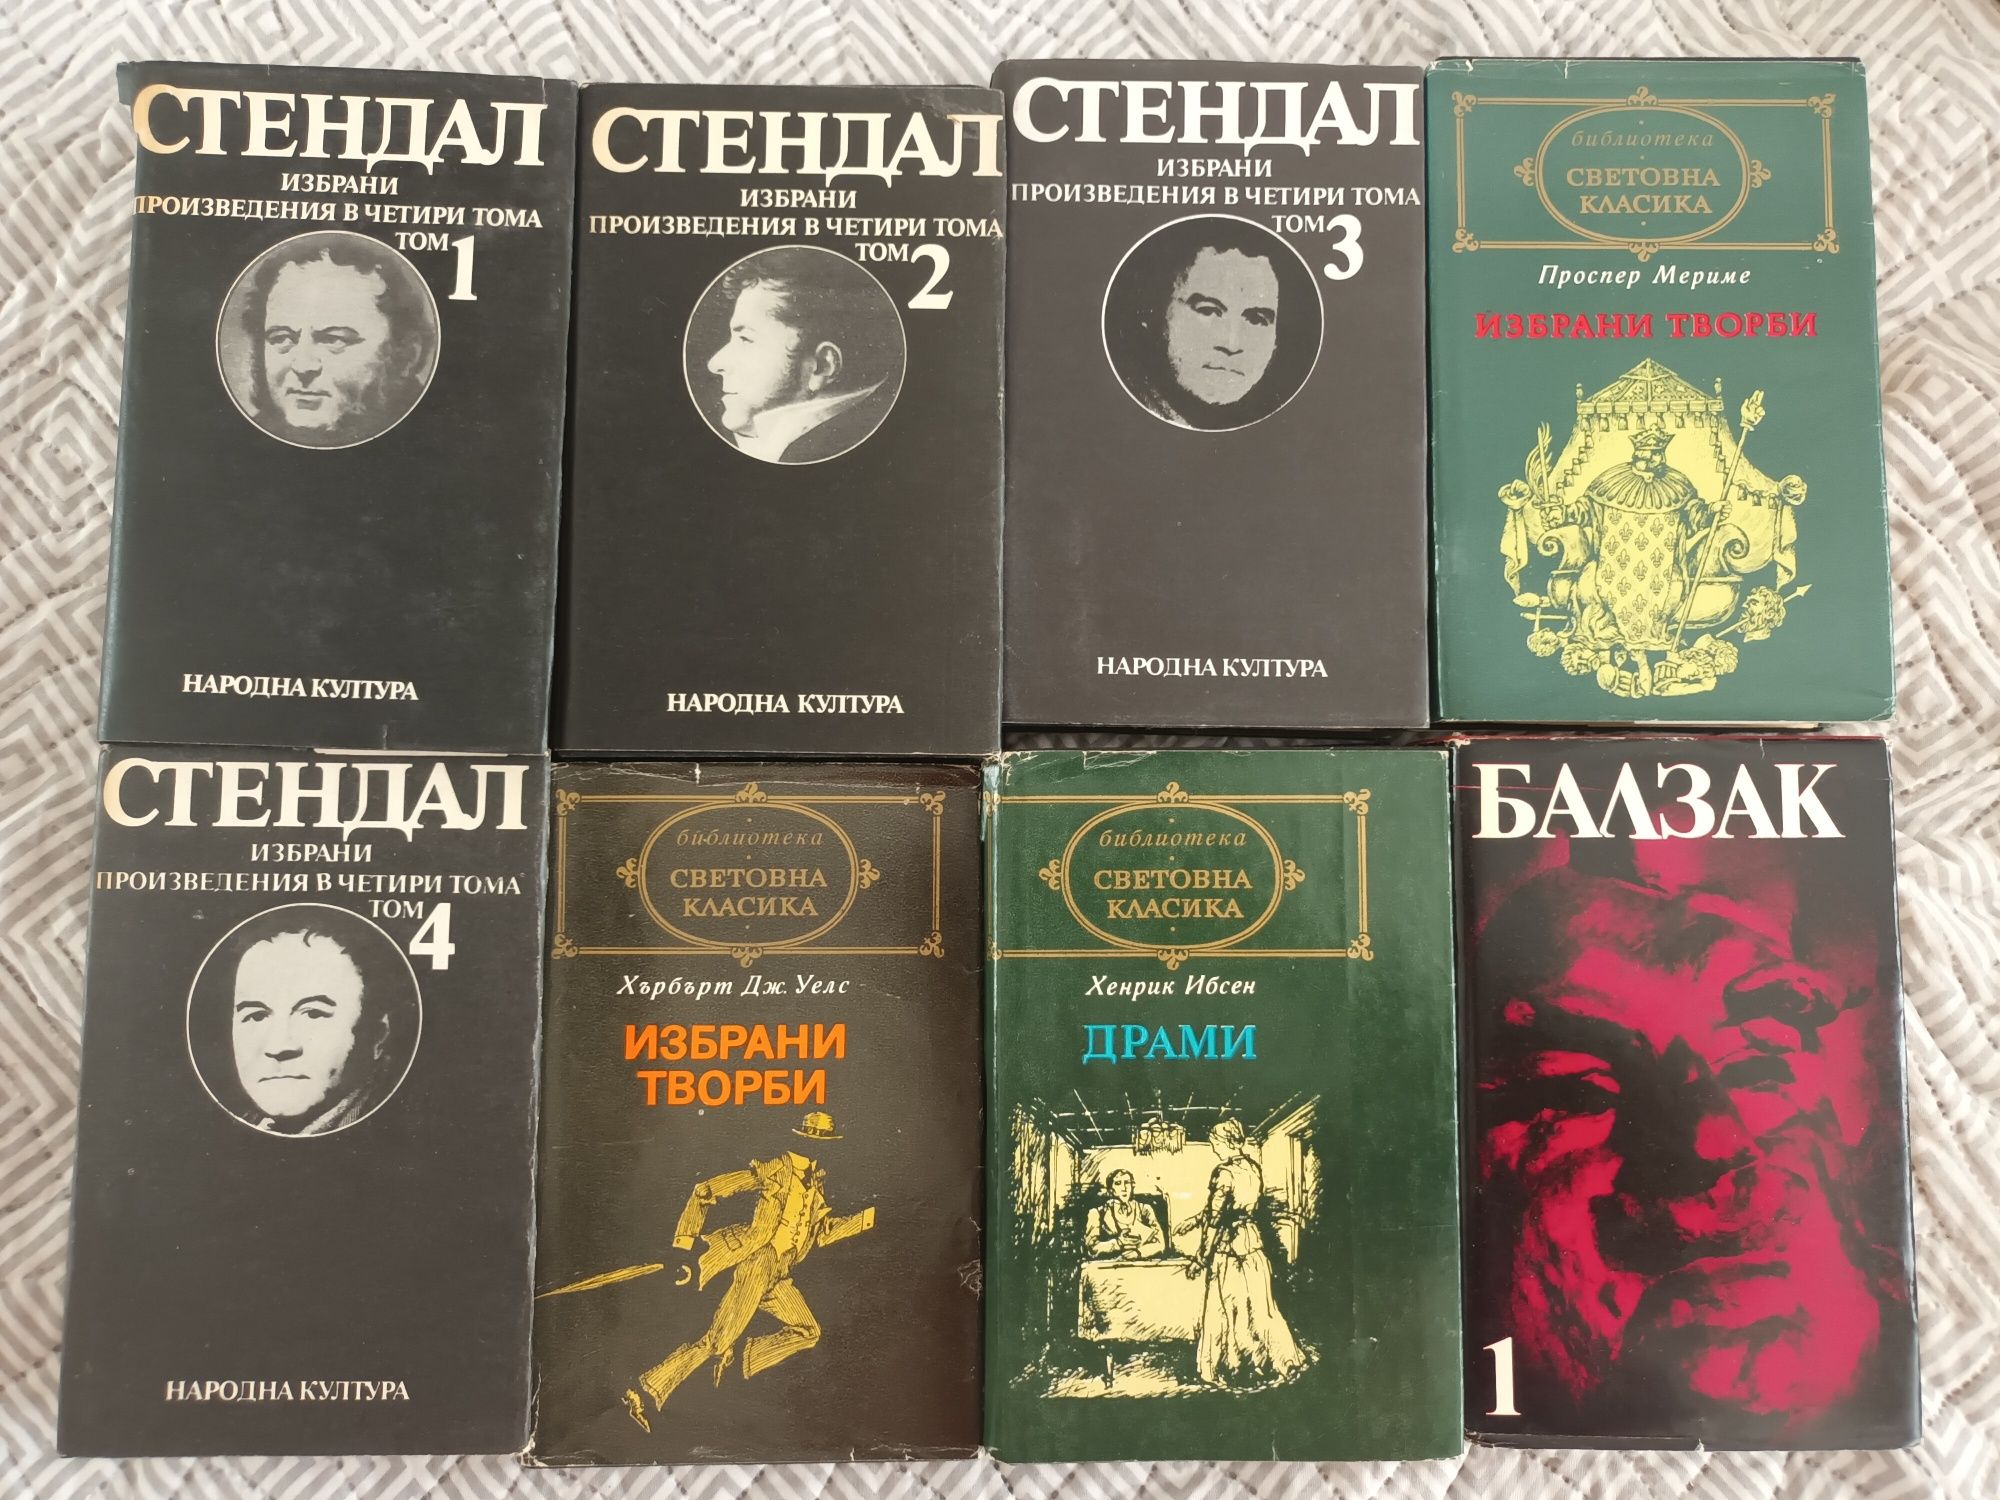 СТЕНДАЛ
ИЗБРАНИ
ПРОИЗВЕДЕНИЯ В ЧЕТИРИ ТОМА
ТОМ 1
НАРОДНА КУЛТУРА
СТЕНДАЛ
ИЗБРАНИ
ПРОИЗВЕДЕНИЯ В ЧЕТИРИ ТОМА
ТОМ 2
НАРОДНА КУЛТУРА
СТЕНДАЛ
ИЗБРАНИ
ПРОИЗВЕДЕНИЯ В ЧЕТИРИ ТОМА
ТОМ 3
НАРОДНА КУЛТУРА
библиотека
СВЕТОВНА
КЛАСИКА
Проспер Мериме
ИЗБРАНИ ТВОРБИ
СТЕНДАЛ
ИЗБРАНИ
ПРОИЗВЕДЕНИЯ В ЧЕТИРИ ТОМА
ТОМ 4
НАРОДНА КУЛТУРА
библиотека
СВЕТОВНА
КЛАСИКА
Хърбърт Дж. Уелс
ИЗБРАНИ
ТВОРБИ
библиотека
СВЕТОВНА
КЛАСИКА
Хенрик Ибсен
ДРАМИ
БАЛЗАК
1